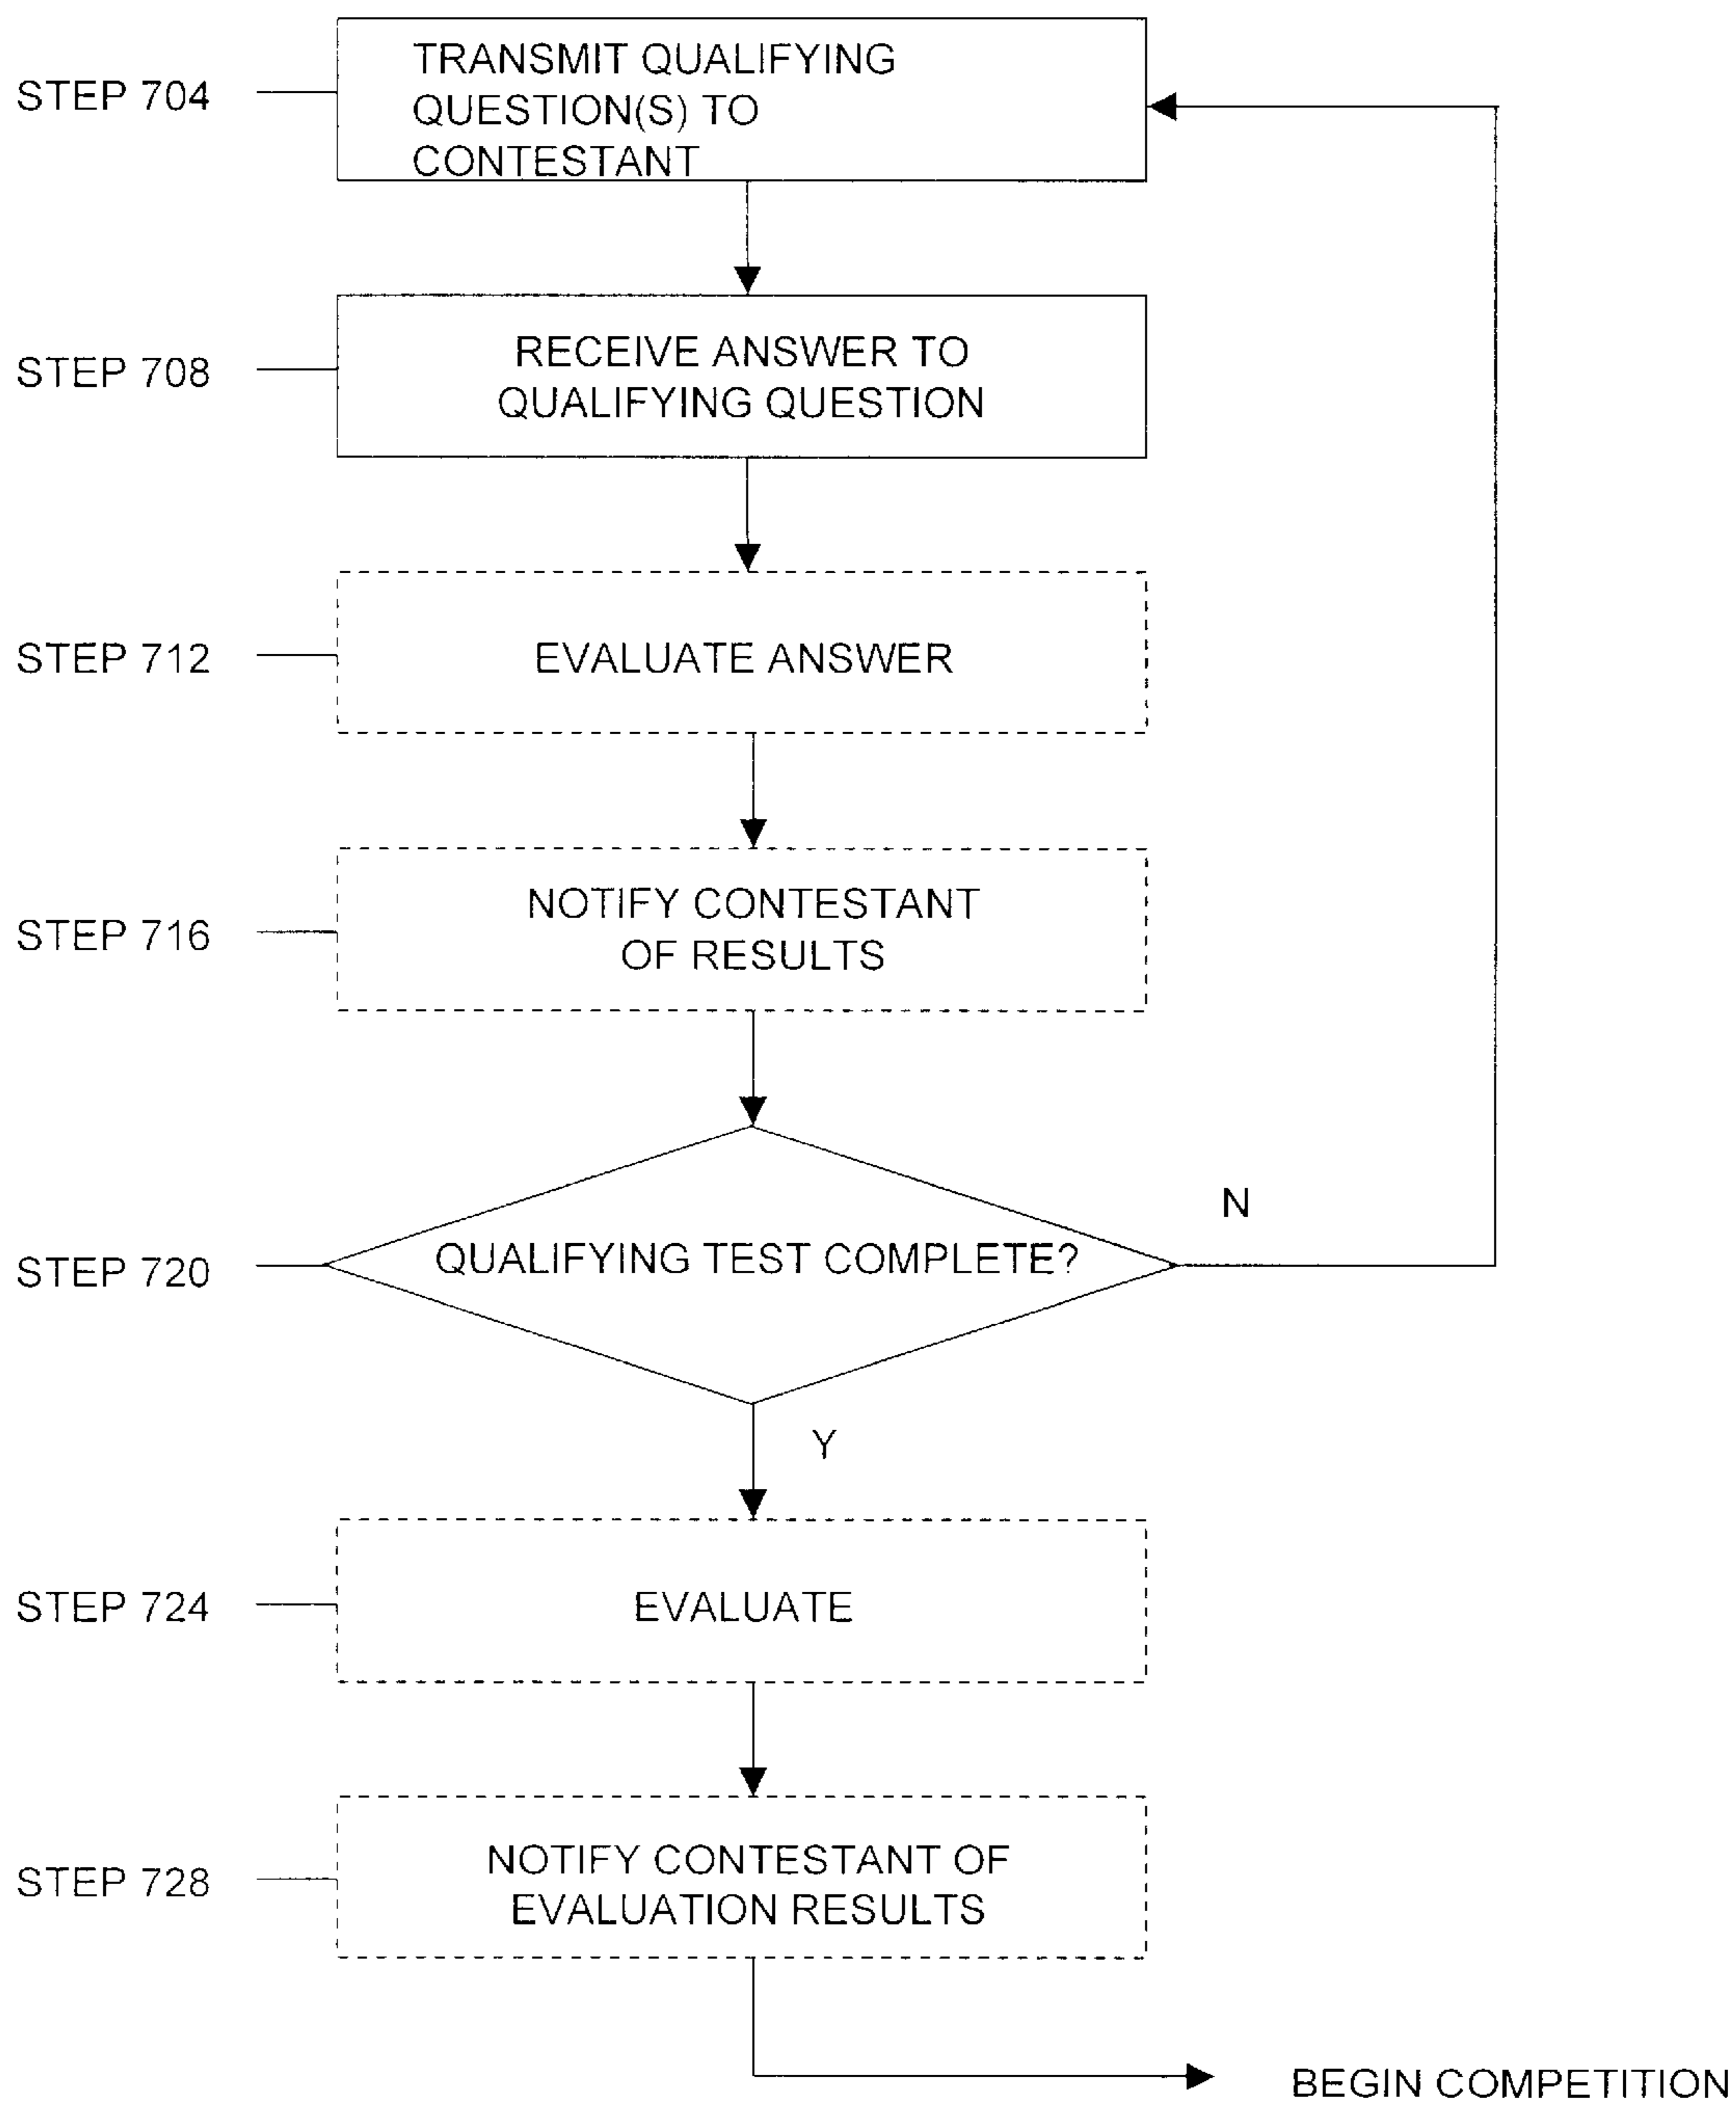 STEP 704
TRANSMIT QUALIFYING
QUESTION(S) TO
CONTESTANT
STEP 708
RECEIVE ANSWER TO
QUALIFYING QUESTION
STEP 712
EVALUATE ANSWER
STEP 716
NOTIFY CONTESTANT
OF RESULTS
N
STEP 720
QUALIFYING TEST COMPLETE?
Y
STEP 724
EVALUATE
STEP 728
NOTIFY CONTESTANT OF
EVALUATION RESULTS
BEGIN COMPETITION